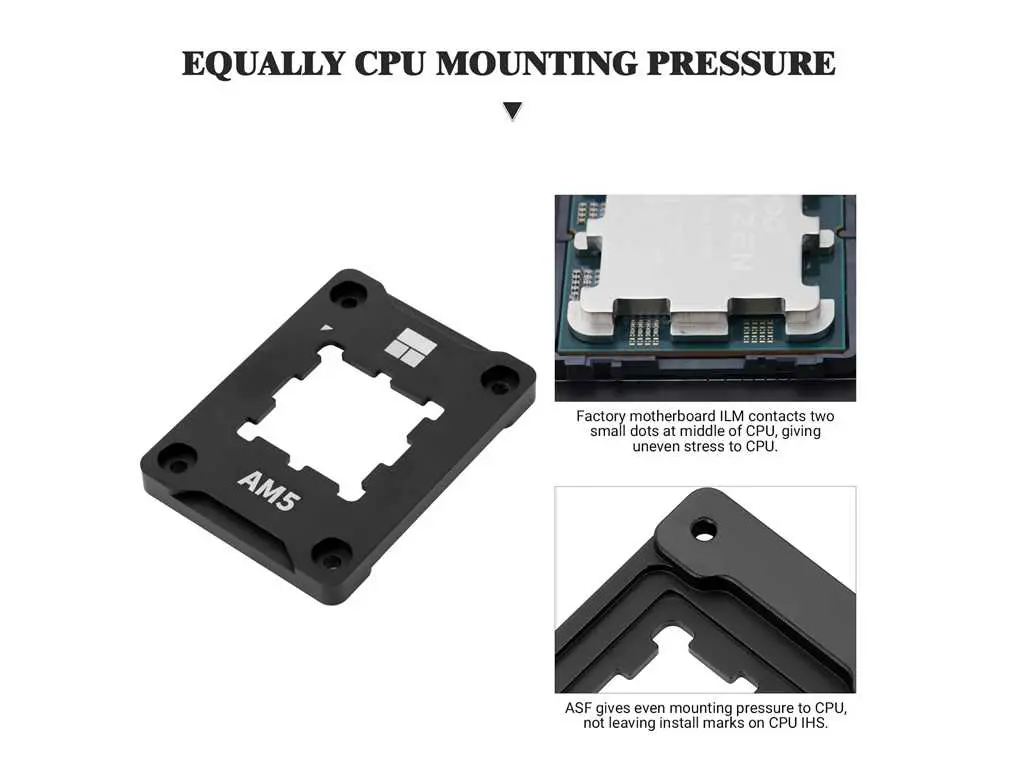 EQUALLY CPU MOUNTING PRESSURE
AM5
Factory motherboard ILM contacts two
small dots at middle of CPU, giving
uneven stress to CPU.
ASF gives even mounting pressure to CPU,
not leaving install marks on CPU IHS.